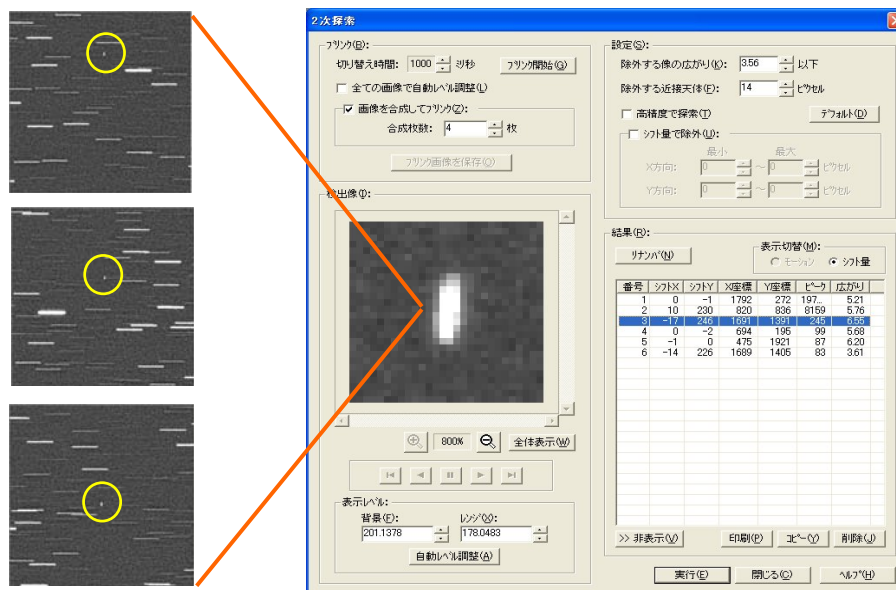 2次探索
ブリンク(B):
切り替え時間: 1000 ミリ秒 ブリンク開始(G)
全ての画像で自動レベル調整(L)
画像を合成してブリンク(Z):
合成枚数: 4 枚
ブリンク画像を保存(O)
検出像(I):
800% 全体表示(W)
表示レベル:
背景(E): レンジ(X):
201.1378 178.0483
自動レベル調整(A)
設定(S):
除外する像の広がり(K): 3.56 以下
除外する近接天体(F): 14 ピクセル
高精度で探索(T) デフォルト(D)
シフト量で除外(U):
最小 最大
X方向: 0 ~ 0 ピクセル
Y方向: 0 ~ 0 ピクセル
結果(R):
リナンバ(N) 表示切替(M):
モーション シフト量
番号 シフトX シフトY X座標 Y座標 ピーク 広がり
1 0 -1 1792 272 197... 5.21
2 10 230 820 836 8159 5.76
3 -17 246 1691 1391 245 6.55
4 0 -2 694 195 99 5.68
5 -1 0 475 1921 87 6.20
6 -14 226 1689 1405 83 3.61
>> 非表示(V) 印刷(P) コピー(Y) 削除(J)
実行(E) 閉じる(C) ヘルプ(H)